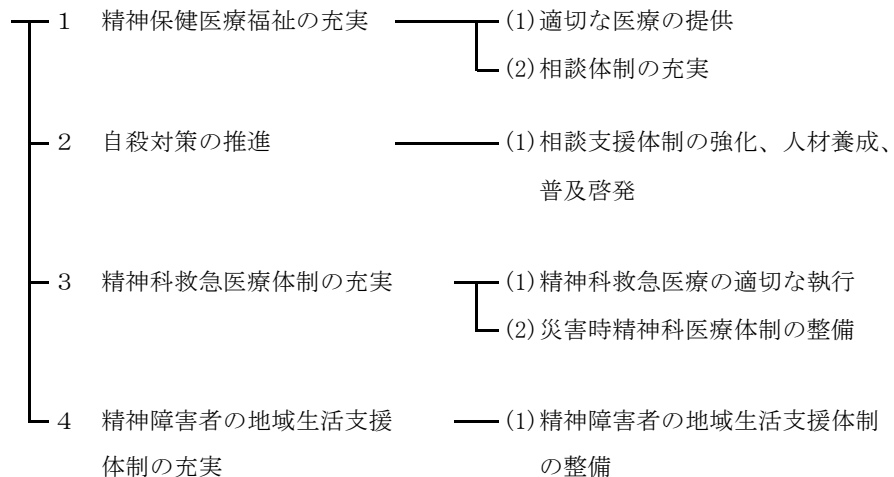 1 精神保健医療福祉の充実 (1)適切な医療の提供
(2)相談体制の充実
2 自殺対策の推進 (1)相談支援体制の強化、人材養成、
普及啓発
3 精神科救急医療体制の充実 (1)精神科救急医療の適切な執行
(2)災害時精神科医療体制の整備
4 精神障害者の地域生活支援 (1)精神障害者の地域生活支援体制
体制の充実 の整備